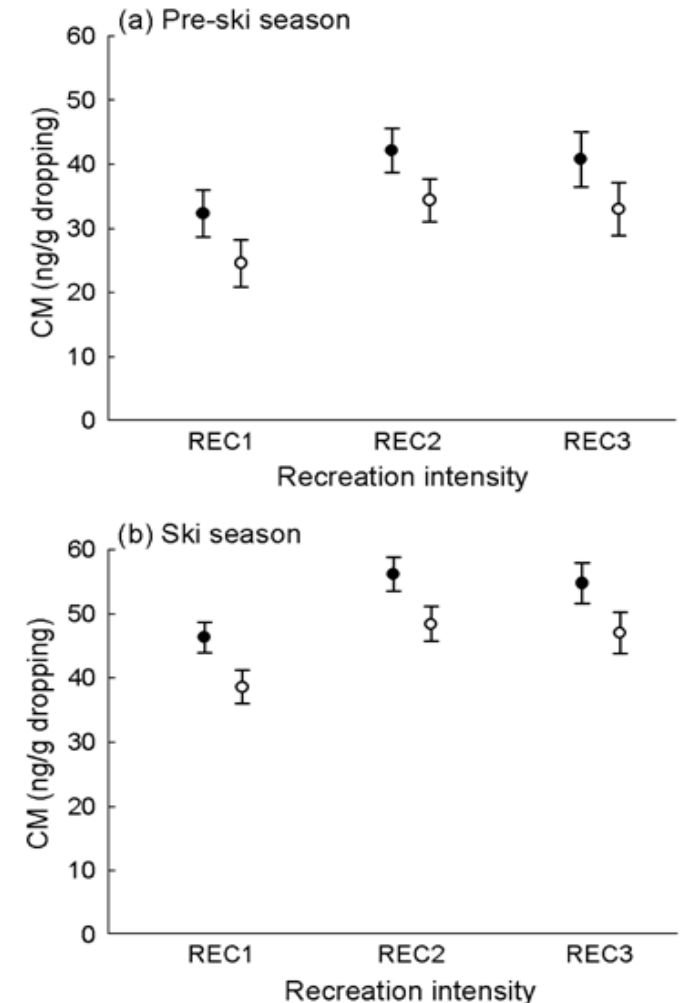 (a) Pre-ski season
CM (ng/g dropping)
60
50
40
30
20
10
0
REC1 REC2 REC3
Recreation intensity
(b) Ski season
CM (ng/g dropping)
60
50
40
30
20
10
0
REC1 REC2 REC3
Recreation intensity